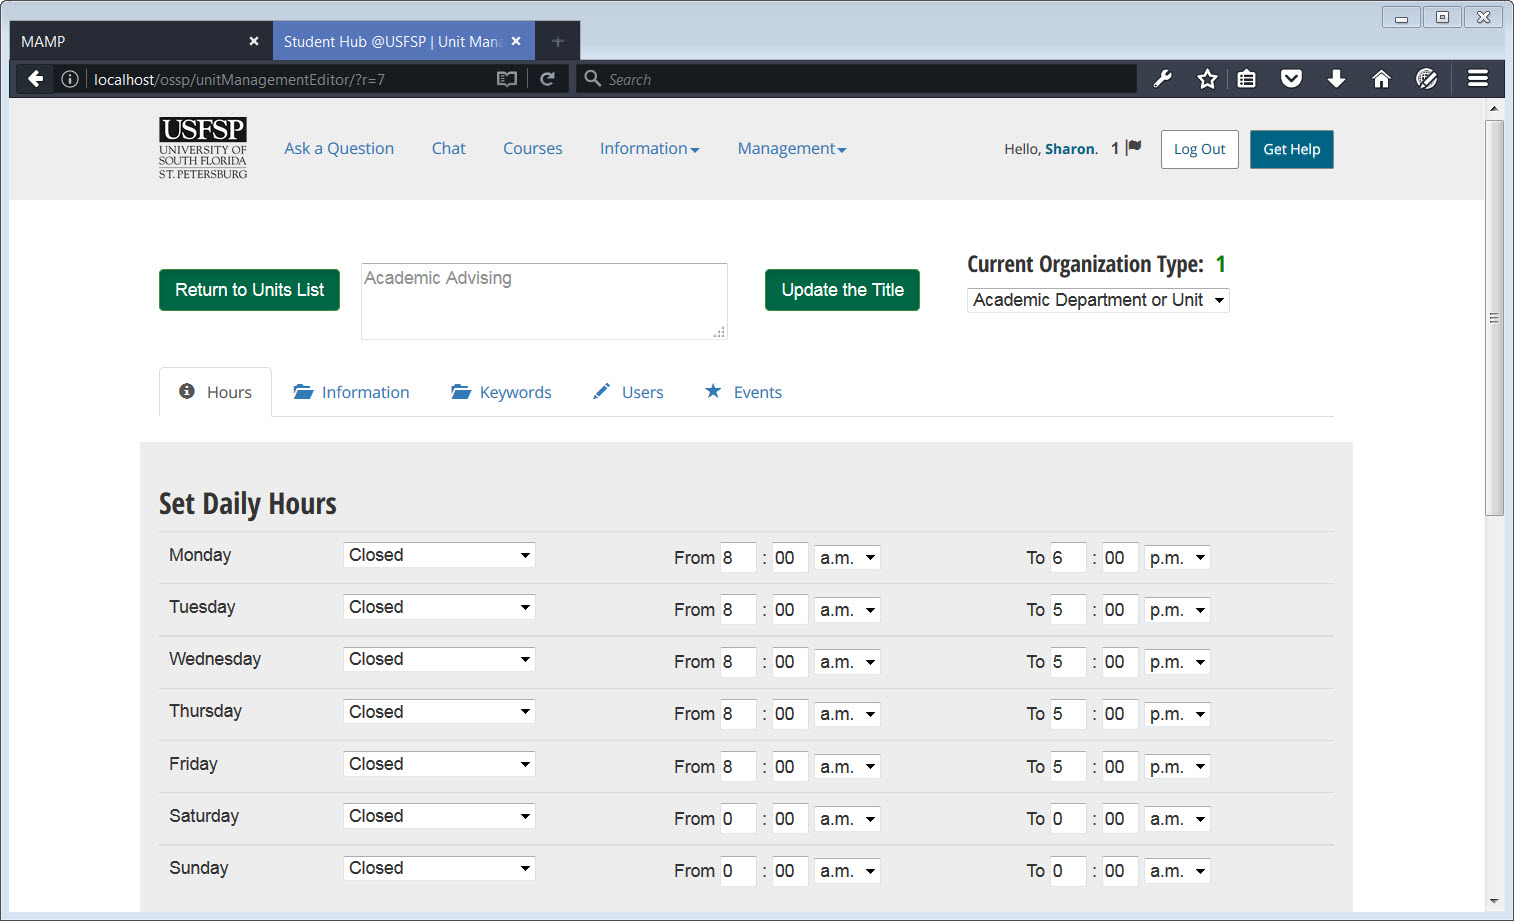 MAMP
Student Hub @USFSP | Unit Man
localhost/ossp/unitManagementEditor/?r=7
Search
USFSP
UNIVERSITY OF
SOUTH FLORIDA
ST. PETERSBURG
Ask a Question Chat Courses Information Management
Hello, Sharon. 1
Log Out
Get Help
Return to Units List
Academic Advising
Update the Title
Current Organization Type: 1
Academic Department or Unit
Hours Information Keywords Users Events
Set Daily Hours
Monday Closed From 8 : 00 a.m. To 6 : 00 p.m.
Tuesday Closed From 8 : 00 a.m. To 5 : 00 p.m.
Wednesday Closed From 8 : 00 a.m. To 5 : 00 p.m.
Thursday Closed From 8 : 00 a.m. To 5 : 00 p.m.
Friday Closed From 8 : 00 a.m. To 5 : 00 p.m.
Saturday Closed From 0 : 00 a.m. To 0 : 00 a.m.
Sunday Closed From 0 : 00 a.m. To 0 : 00 a.m.